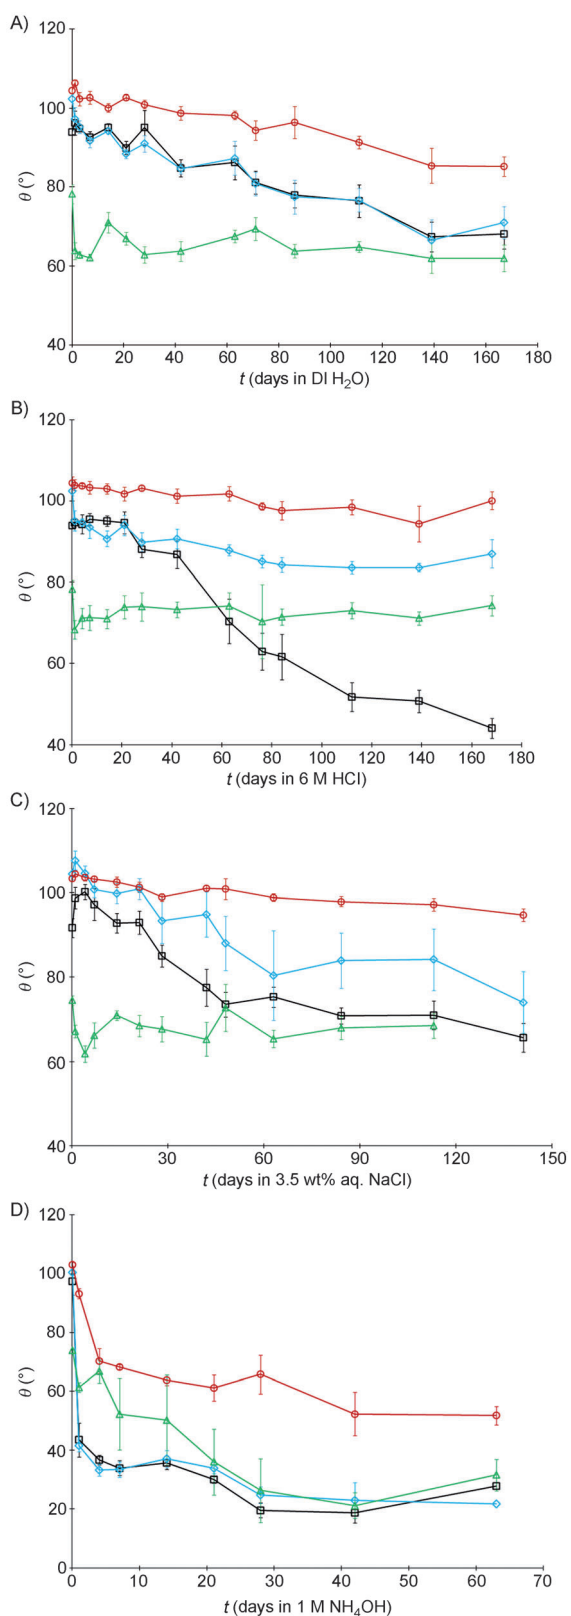 A)
120
100
80
60
40
θ (°)
0 20 40 60 80 100 120 140 160 180
t (days in DI H₂O)
B)
120
100
80
60
40
θ (°)
0 20 40 60 80 100 120 140 160 180
t (days in 6 M HCl)
C)
120
100
80
60
40
θ (°)
0 30 60 90 120 150
t (days in 3.5 wt% aq. NaCl)
D)
120
100
80
60
40
20
0
θ (°)
0 10 20 30 40 50 60 70
t (days in 1 M NH₄OH)